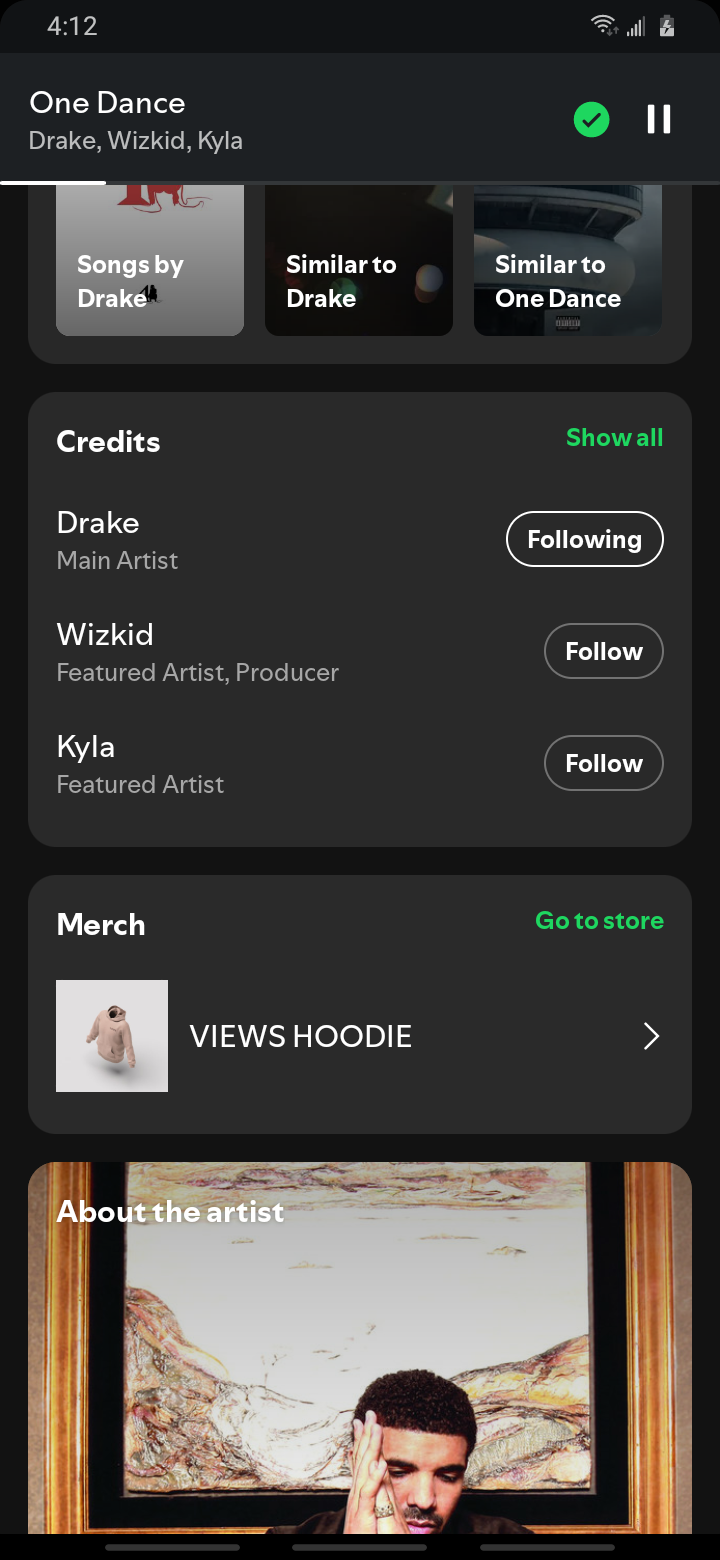 4:12
One Dance
Drake, Wizkid, Kyla
Songs by
Drake
Similar to
Drake
Similar to
One Dance
Credits
Show all
Drake
Main Artist
Following
Wizkid
Featured Artist, Producer
Follow
Kyla
Featured Artist
Follow
Merch
Go to store
VIEWS HOODIE
About the artist